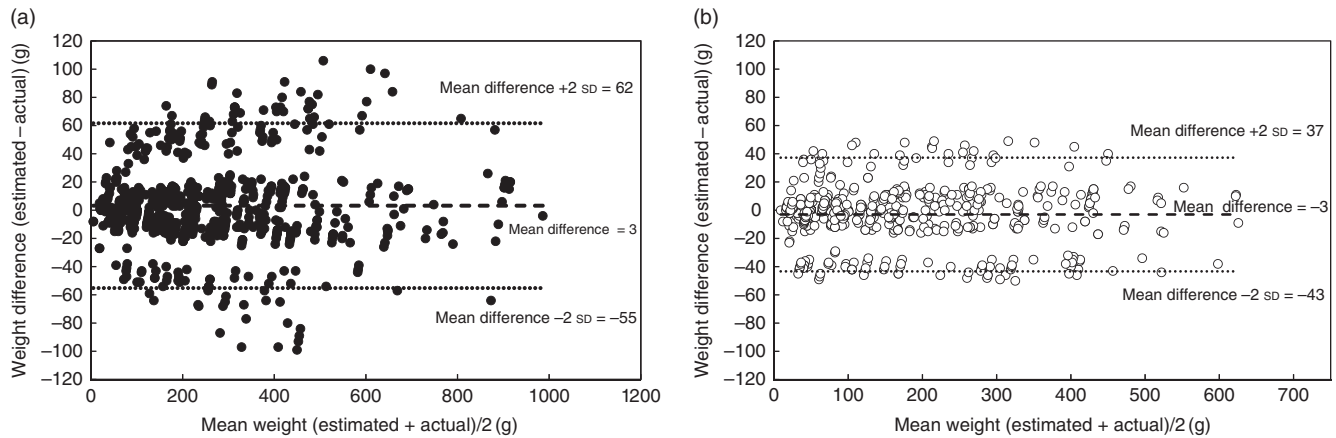 (a)
120
100
80
60
40
20
0
–20
–40
–60
–80
–100
–120
Weight difference (estimated – actual) (g)
Mean difference +2 SD = 62
Mean difference = 3
Mean difference –2 SD = –55
0 200 400 600 800 1000 1200
Mean weight (estimated + actual)/2 (g)
(b)
120
100
80
60
40
20
0
–20
–40
–60
–80
–100
–120
Weight difference (estimated – actual) (g)
Mean difference +2 SD = 37
Mean difference = –3
Mean difference –2 SD = –43
0 100 200 300 400 500 600 700
Mean weight (estimated + actual)/2 (g)